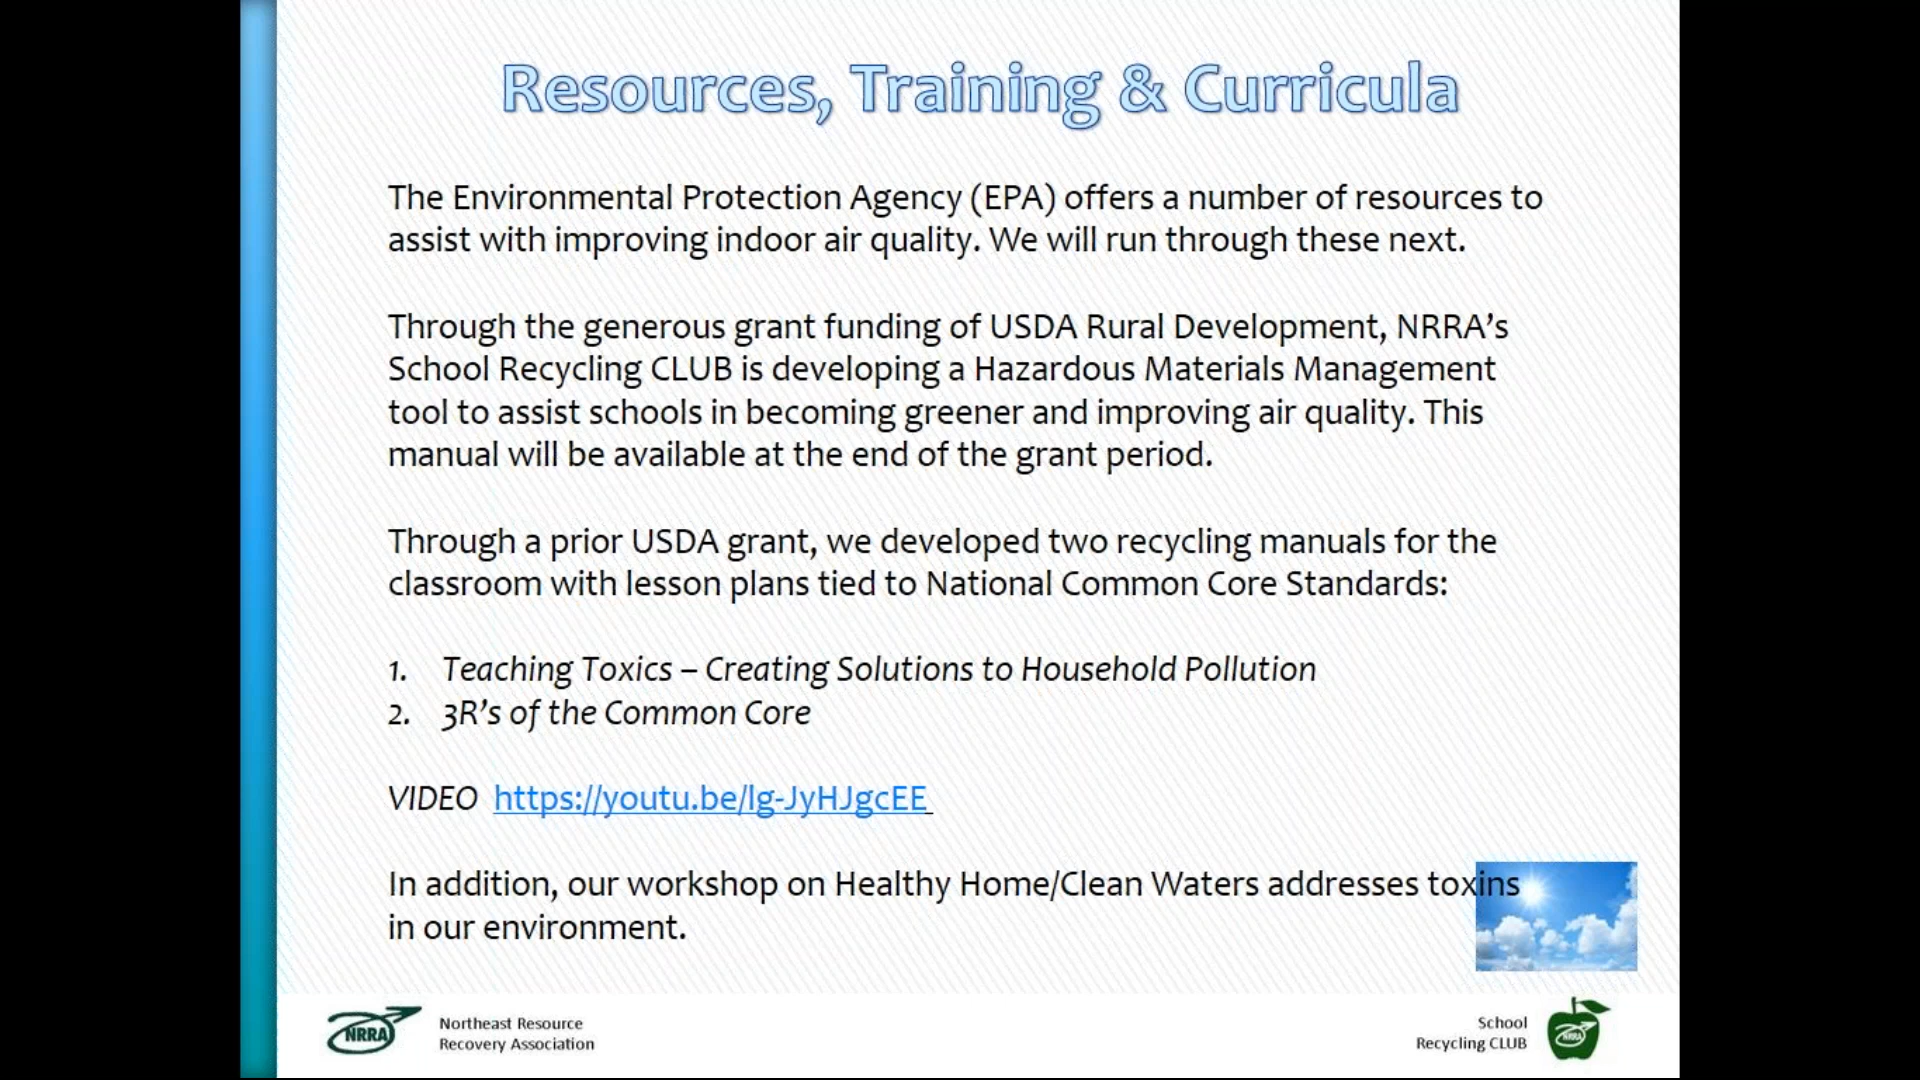 Resources, Training & Curricula
The Environmental Protection Agency (EPA) offers a number of resources to
assist with improving indoor air quality. We will run through these next.
Through the generous grant funding of USDA Rural Development, NRRA’s
School Recycling CLUB is developing a Hazardous Materials Management
tool to assist schools in becoming greener and improving air quality. This
manual will be available at the end of the grant period.
Through a prior USDA grant, we developed two recycling manuals for the
classroom with lesson plans tied to National Common Core Standards:
1. Teaching Toxics – Creating Solutions to Household Pollution
2. 3R’s of the Common Core
VIDEO https://youtu.be/lg-JyHJgcEE
In addition, our workshop on Healthy Home/Clean Waters addresses toxins
in our environment.
NRRA
Northeast Resource
Recovery Association
School
Recycling CLUB
NRRA